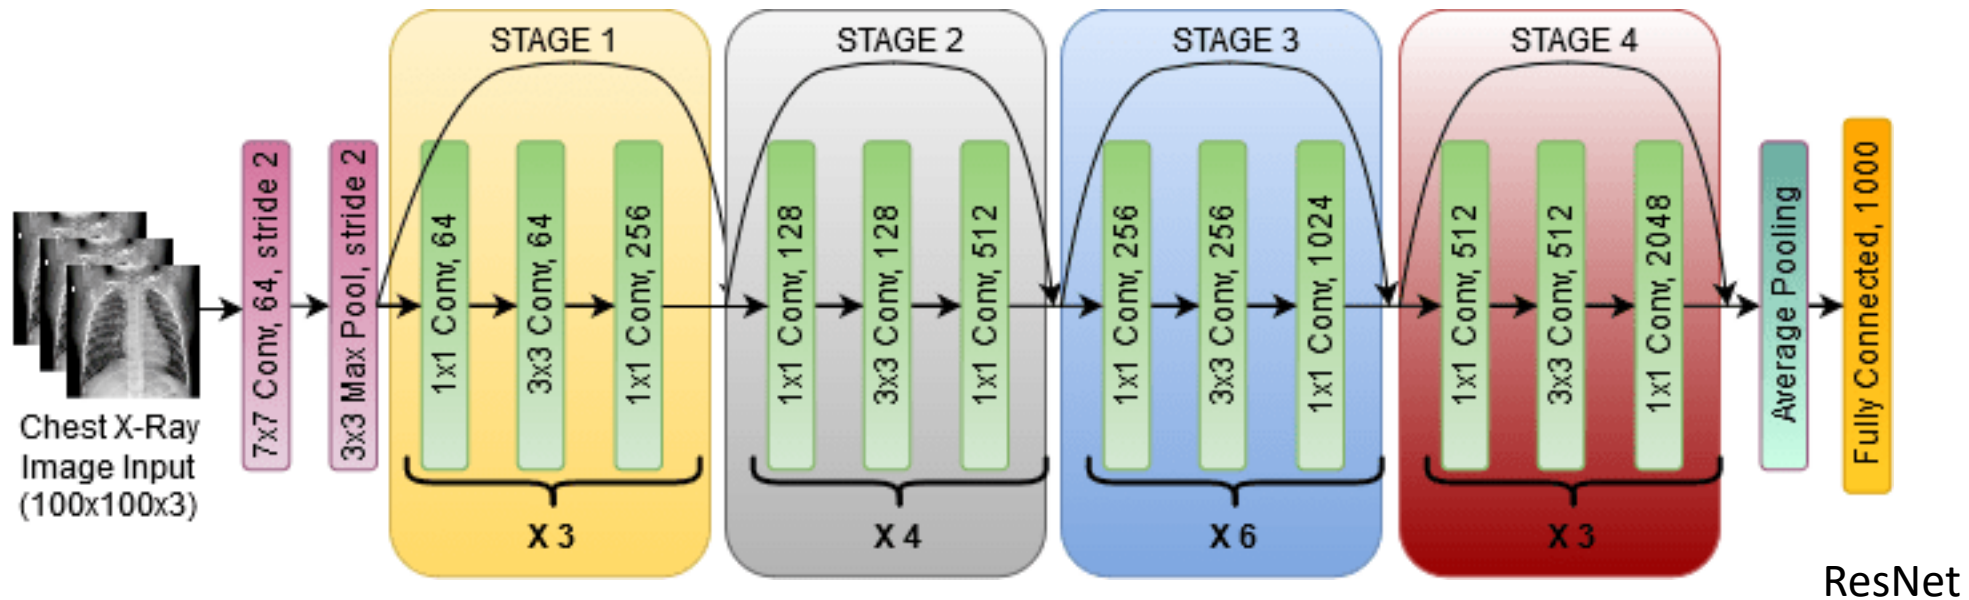 STAGE 1
STAGE 2
STAGE 3
STAGE 4
Chest X-Ray
Image Input
(100x100x3)
7x7 Conv, 64, stride 2
3x3 Max Pool, stride 2
1x1 Conv, 64
3x3 Conv, 64
1x1 Conv, 256
X 3
1x1 Conv, 128
3x3 Conv, 128
1x1 Conv, 512
X 4
1x1 Conv, 256
3x3 Conv, 256
1x1 Conv, 1024
X 6
1x1 Conv, 512
3x3 Conv, 512
1x1 Conv, 2048
X 3
Average Pooling
Fully Connected, 1000
ResNet